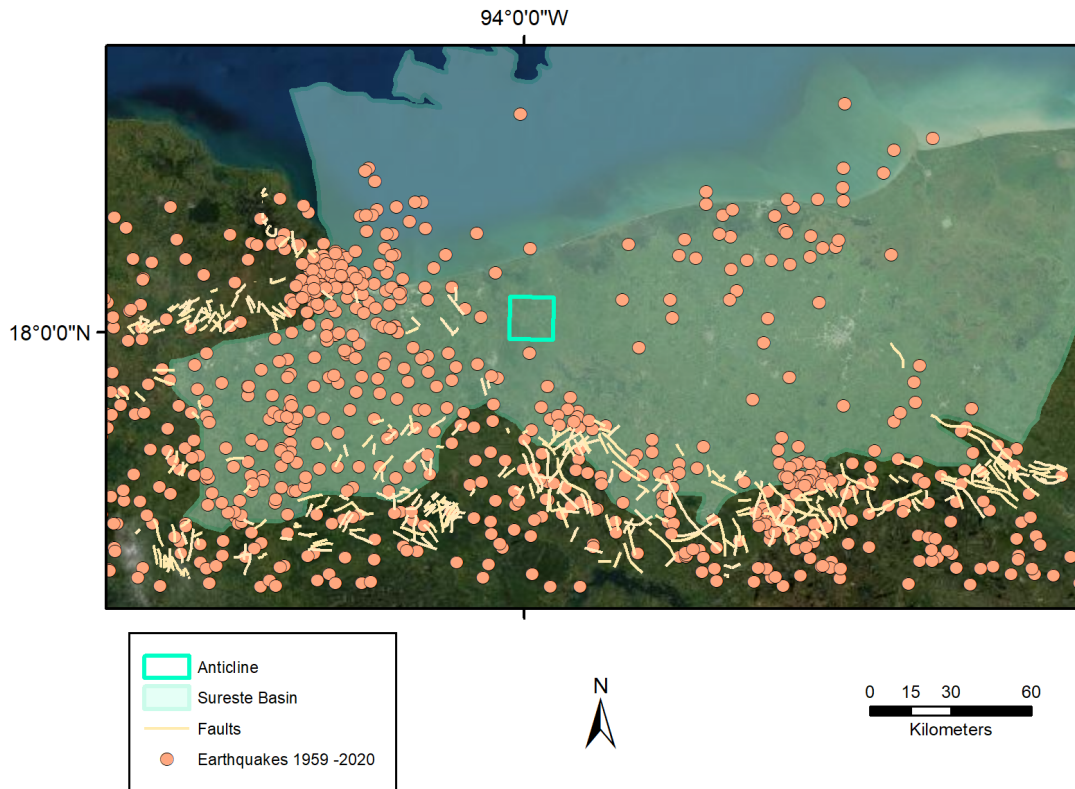 94°0'0"W
18°0'0"N
Anticline
Sureste Basin
Faults
Earthquakes 1959 -2020
N
0 15 30 60
Kilometers